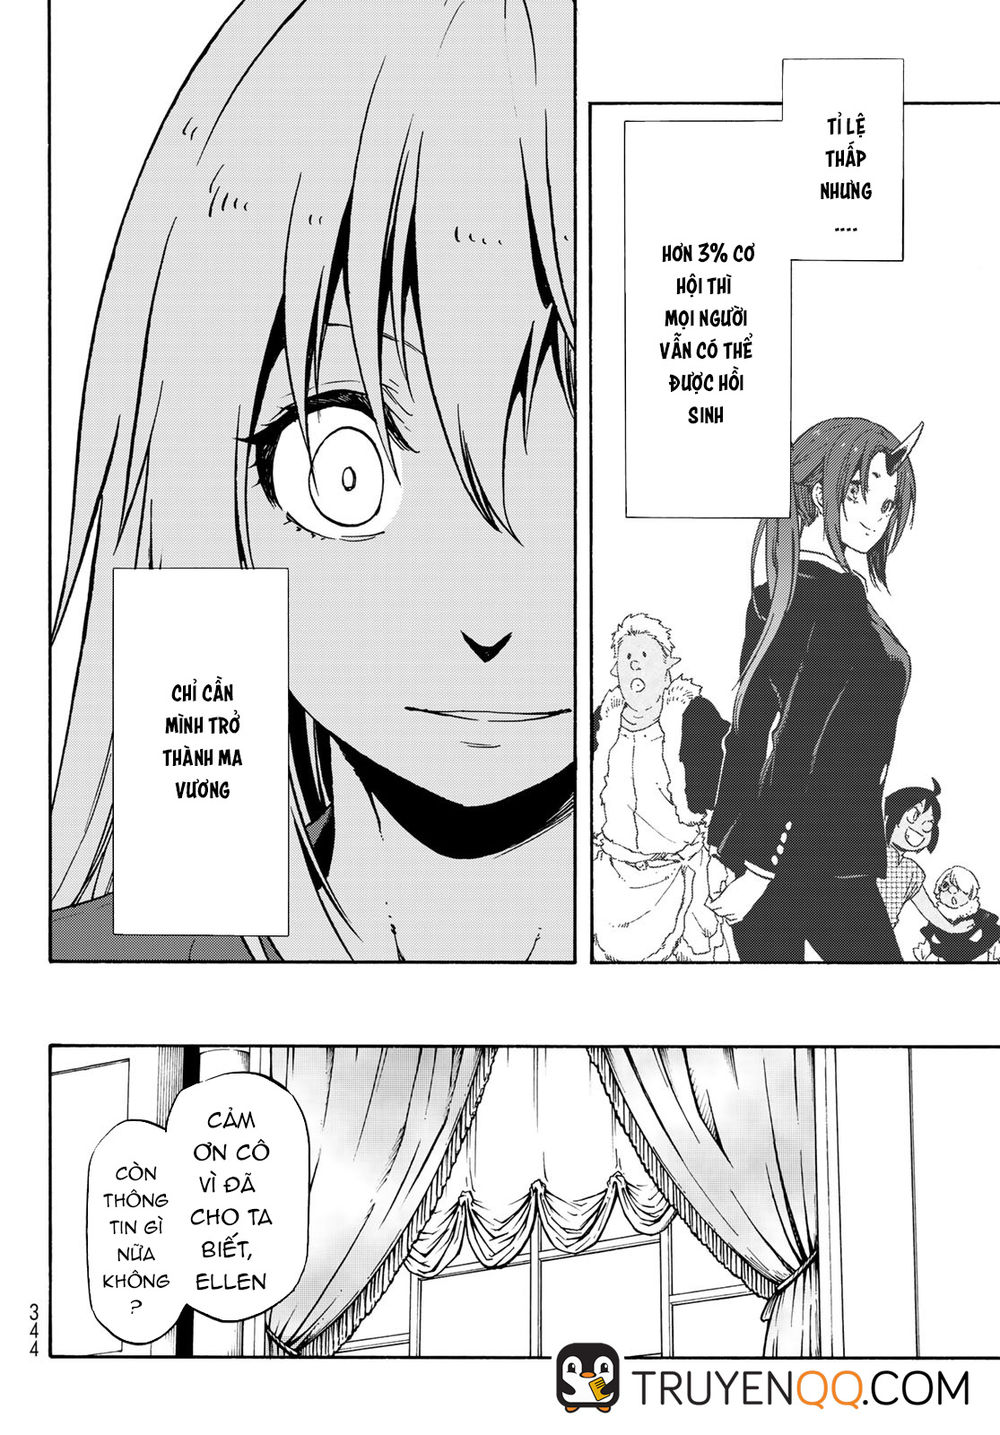 TỈ LỆ
THẤP
NHƯNG
....
HƠN 3% CƠ
HỘI THÌ
MỌI NGƯỜI
VẪN CÓ THỂ
ĐƯỢC HỒI
SINH
CHỈ CẦN
MÌNH TRỞ
THÀNH MA
VƯƠNG
CẢM
ƠN CÔ
VÌ ĐÃ
CHO TA
BIẾT,
ELLEN
CÒN
THÔNG
TIN GÌ
NỮA
KHÔNG
?
344
TRUYENQQ.COM